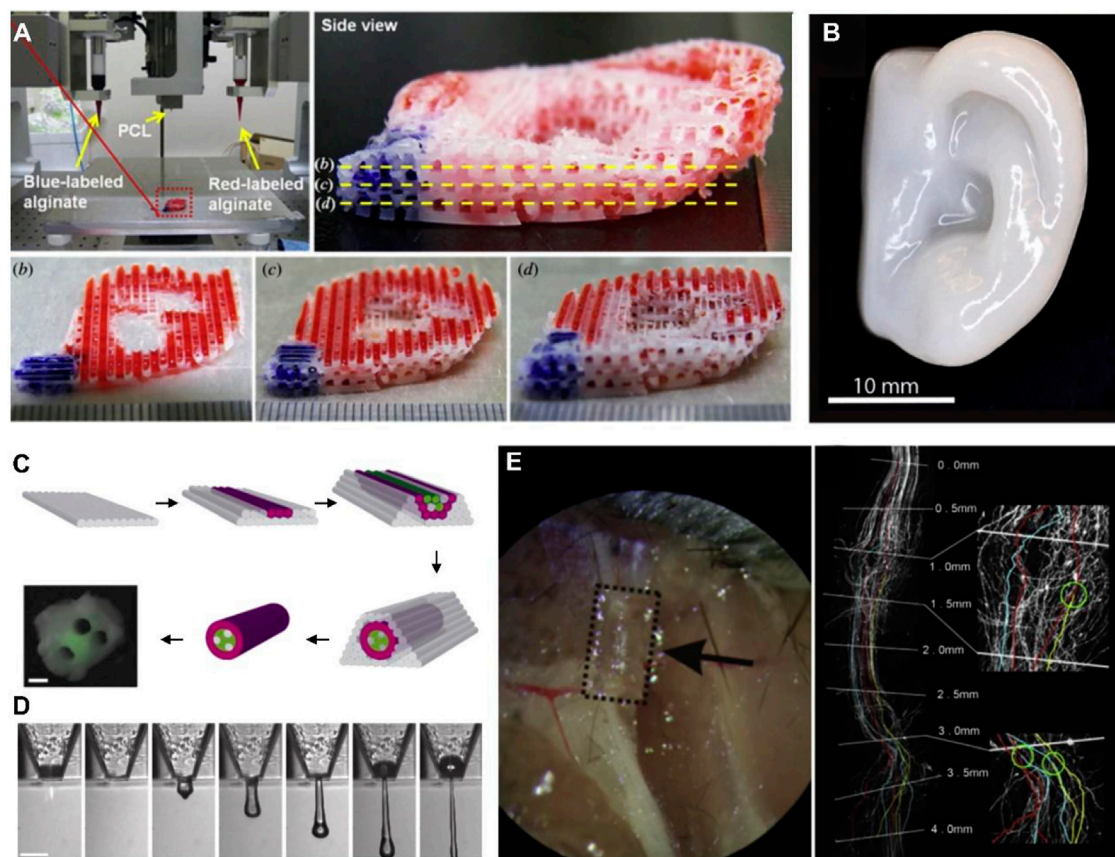 A
PCL
Blue-labeled
alginate
Red-labeled
alginate
Side view
(b)
(c)
(d)
(b)
(c)
(d)
B
10 mm
C
D
E
0.0mm
0.5mm
1.0mm
1.5mm
2.0mm
2.5mm
3.0mm
3.5mm
4.0mm